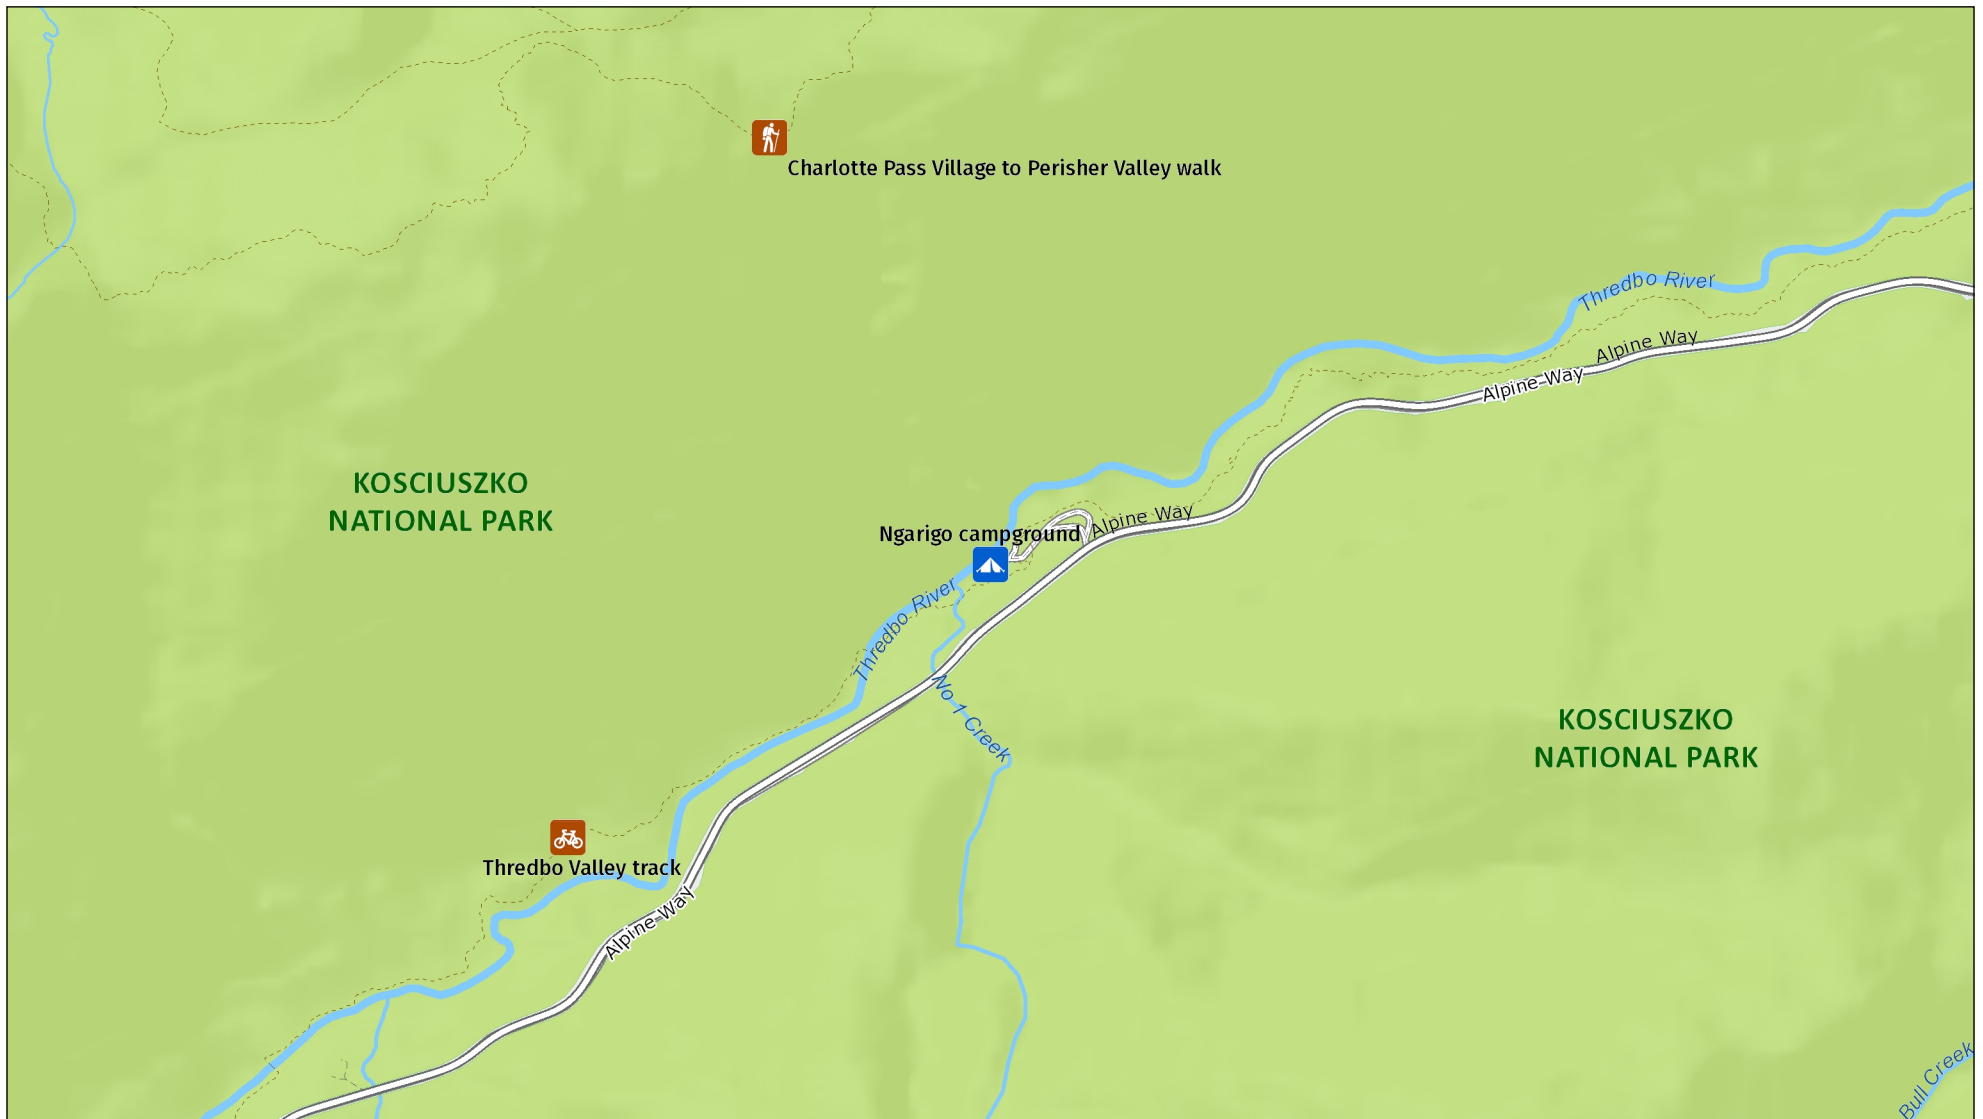 Charlotte Pass Village to Perisher Valley walk
Thredbo River
Alpine Way
Alpine Way
KOSCIUSZKO
NATIONAL PARK
Alpine Way
Ngarigo campground
Thredbo River
No 1 Creek
KOSCIUSZKO
NATIONAL PARK
Thredbo Valley track
Alpine Way
Bull Creek